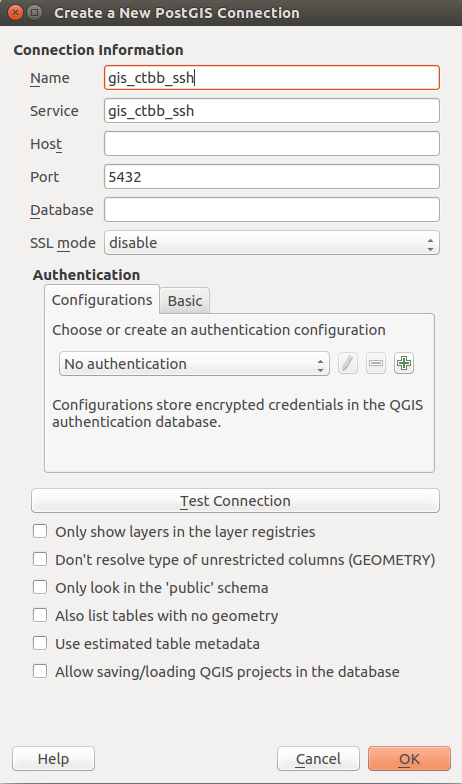 Create a New PostGIS Connection
Connection Information
Name gis_ctbb_ssh
Service gis_ctbb_ssh
Host
Port 5432
Database
SSL mode disable
Authentication
Configurations Basic
Choose or create an authentication configuration
No authentication
Configurations store encrypted credentials in the QGIS
authentication database.
Test Connection
Only show layers in the layer registries
Don't resolve type of unrestricted columns (GEOMETRY)
Only look in the 'public' schema
Also list tables with no geometry
Use estimated table metadata
Allow saving/loading QGIS projects in the database
Help Cancel OK